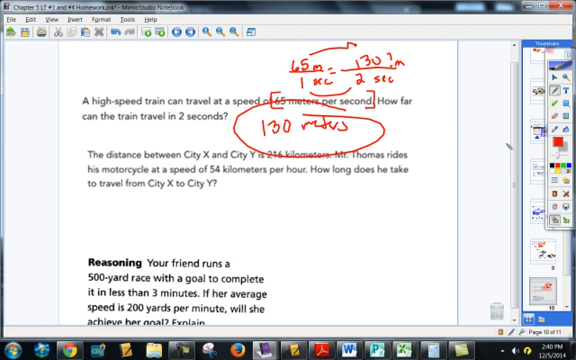 Chapter 5 LT #3 and #4 Homework.ink* - MimioStudio Notebook
File Edit View Insert Format Tools Help
Thumbnails
65 m = 130 ? m
1 sec 2 sec
A high-speed train can travel at a speed of [65 meters per second.] How far
can the train travel in 2 seconds?
130 meters
The distance between City X and City Y is 216 kilometers. Mr. Thomas rides
his motorcycle at a speed of 54 kilometers per hour. How long does he take
to travel from City X to City Y?
Reasoning Your friend runs a
500-yard race with a goal to complete
it in less than 3 minutes. If her average
speed is 200 yards per minute, will she
achieve her goal? Explain.
9
Page 10 of 11
2:40 PM
12/5/2014